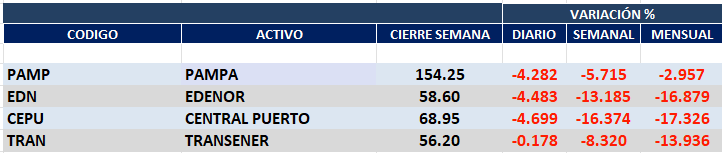 VARIACIÓN %
CODIGO ACTIVO CIERRE SEMANA DIARIO SEMANAL MENSUAL
PAMP PAMPA 154.25 -4.282 -5.715 -2.957
EDN EDENOR 58.60 -4.483 -13.185 -16.879
CEPU CENTRAL PUERTO 68.95 -4.699 -16.374 -17.326
TRAN TRANSENER 56.20 -0.178 -8.320 -13.936